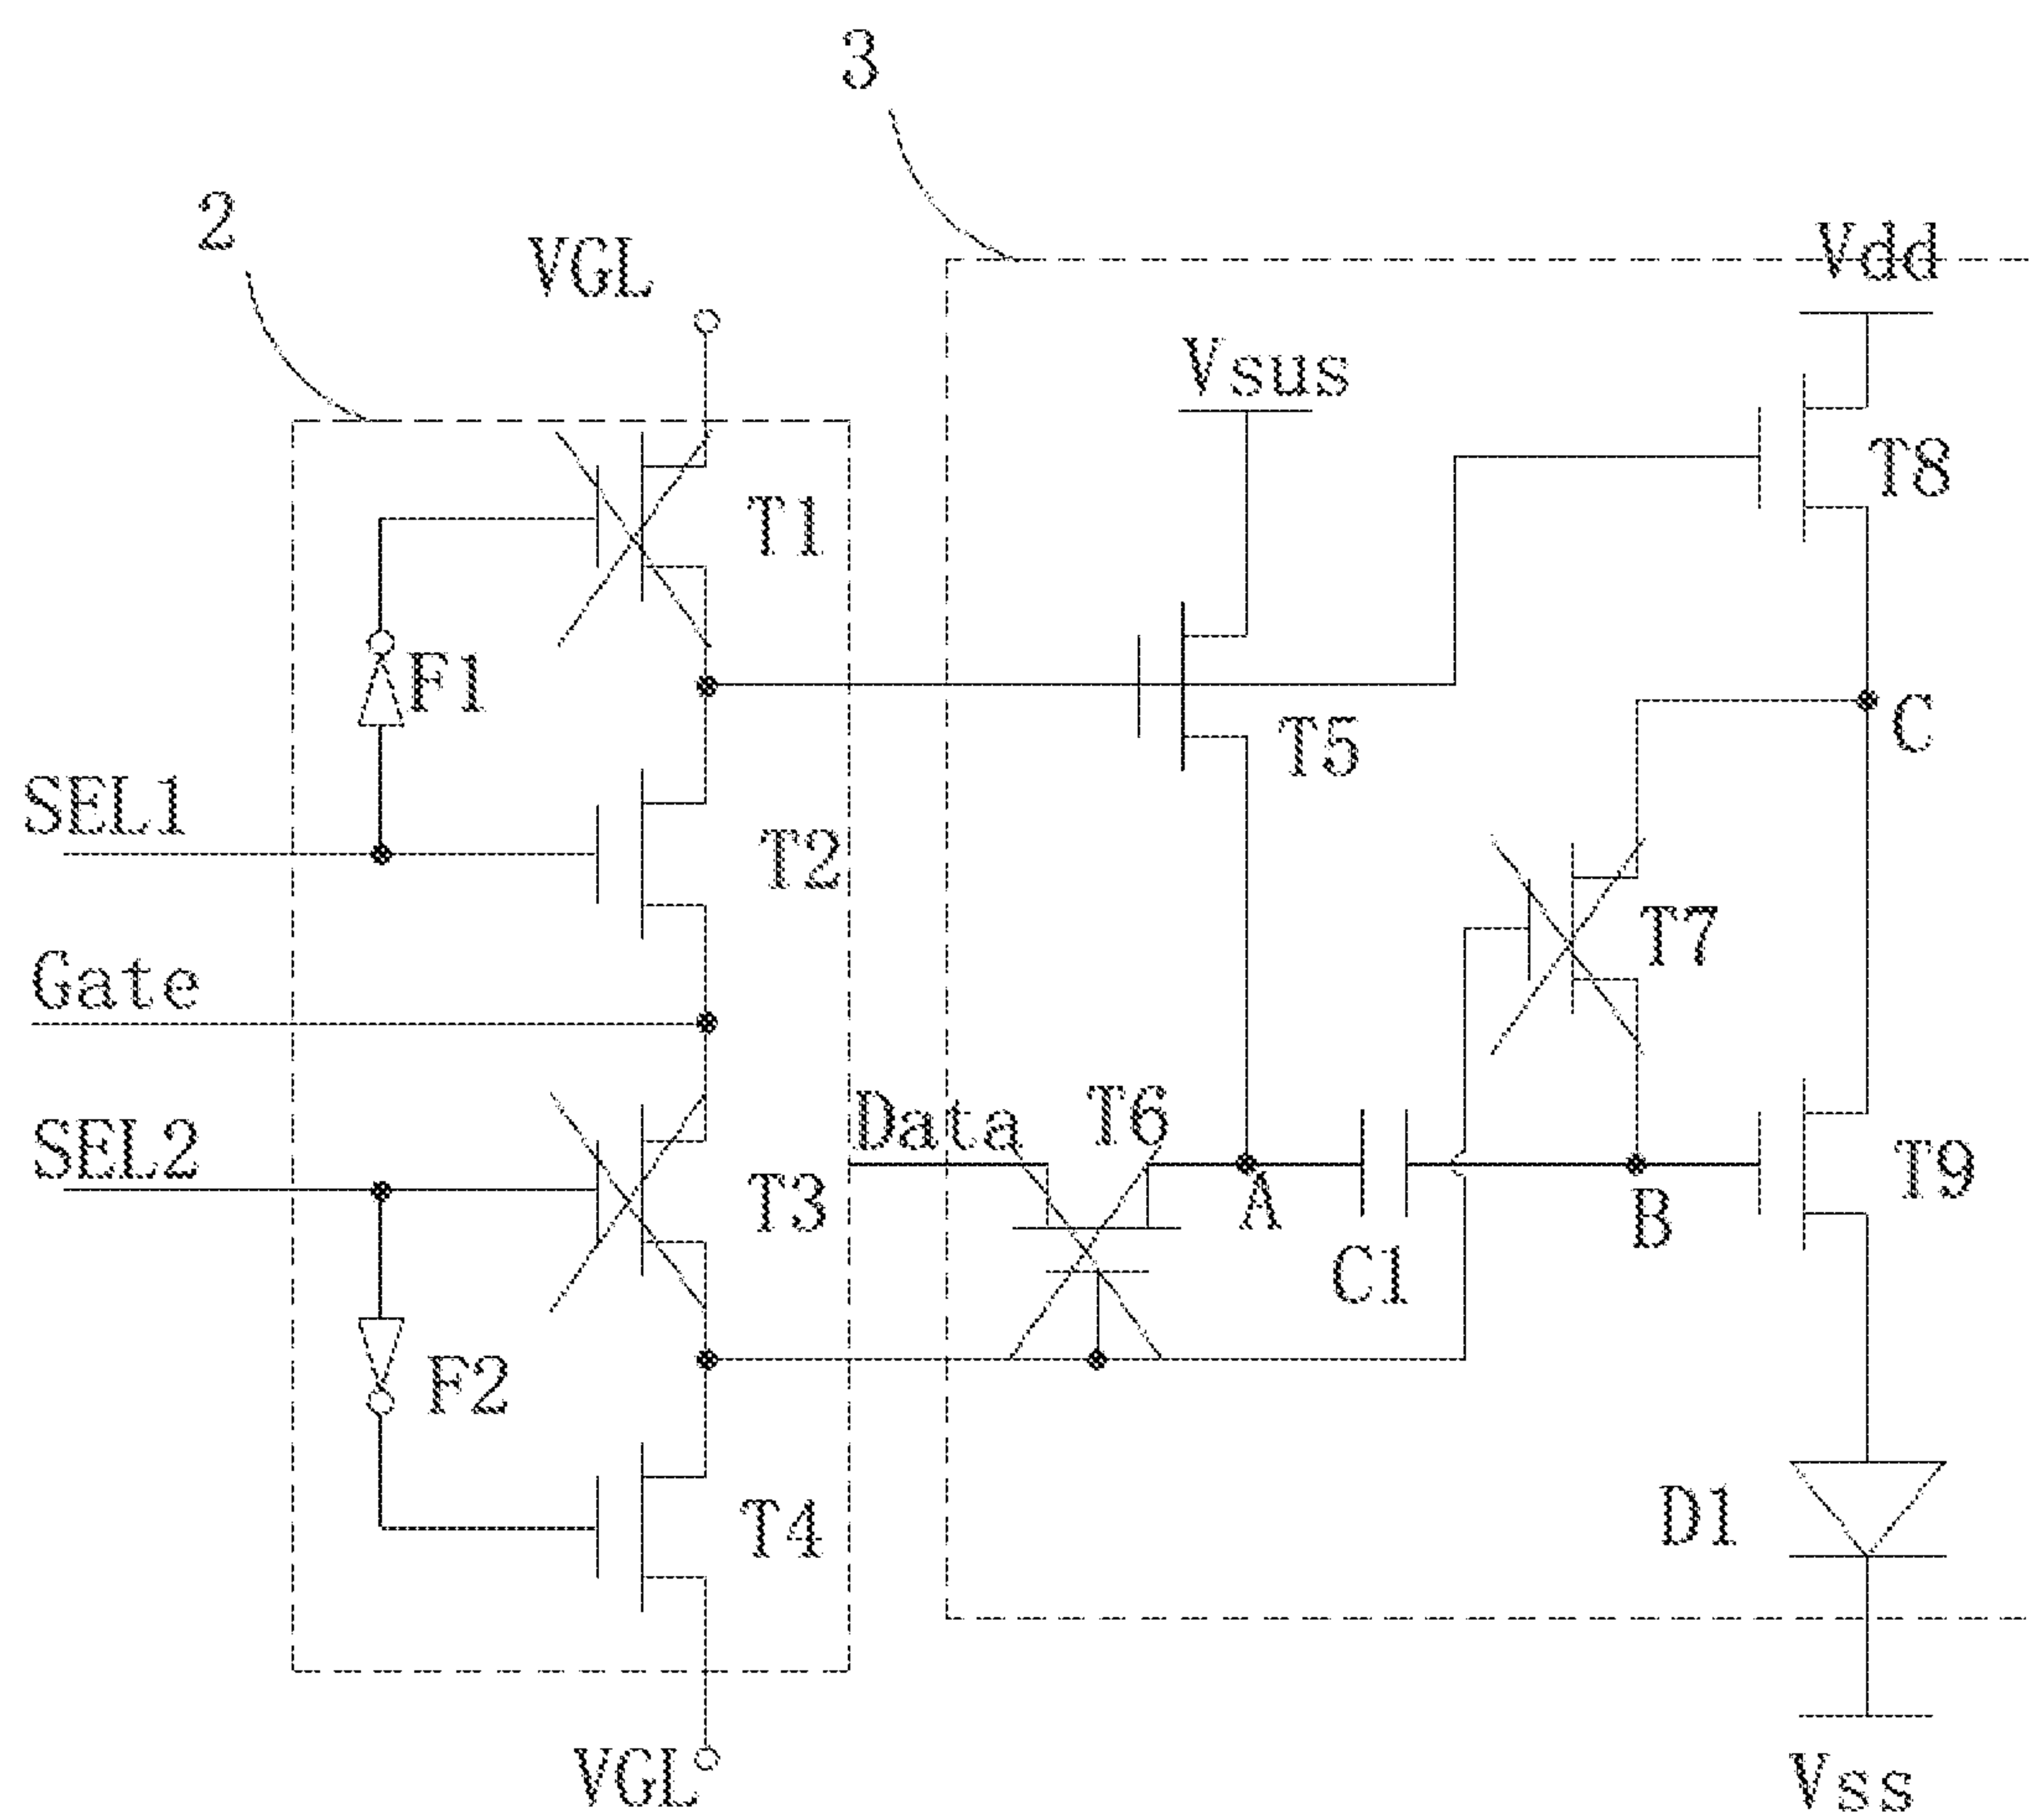 3
2
VGL
Vdd
Vsus
T8
T1
F1
C
T5
SEL1
T2
T7
Gate
Data
T6
SEL2
T3
A
B
T9
C1
F2
D1
T4
VGL
Vss